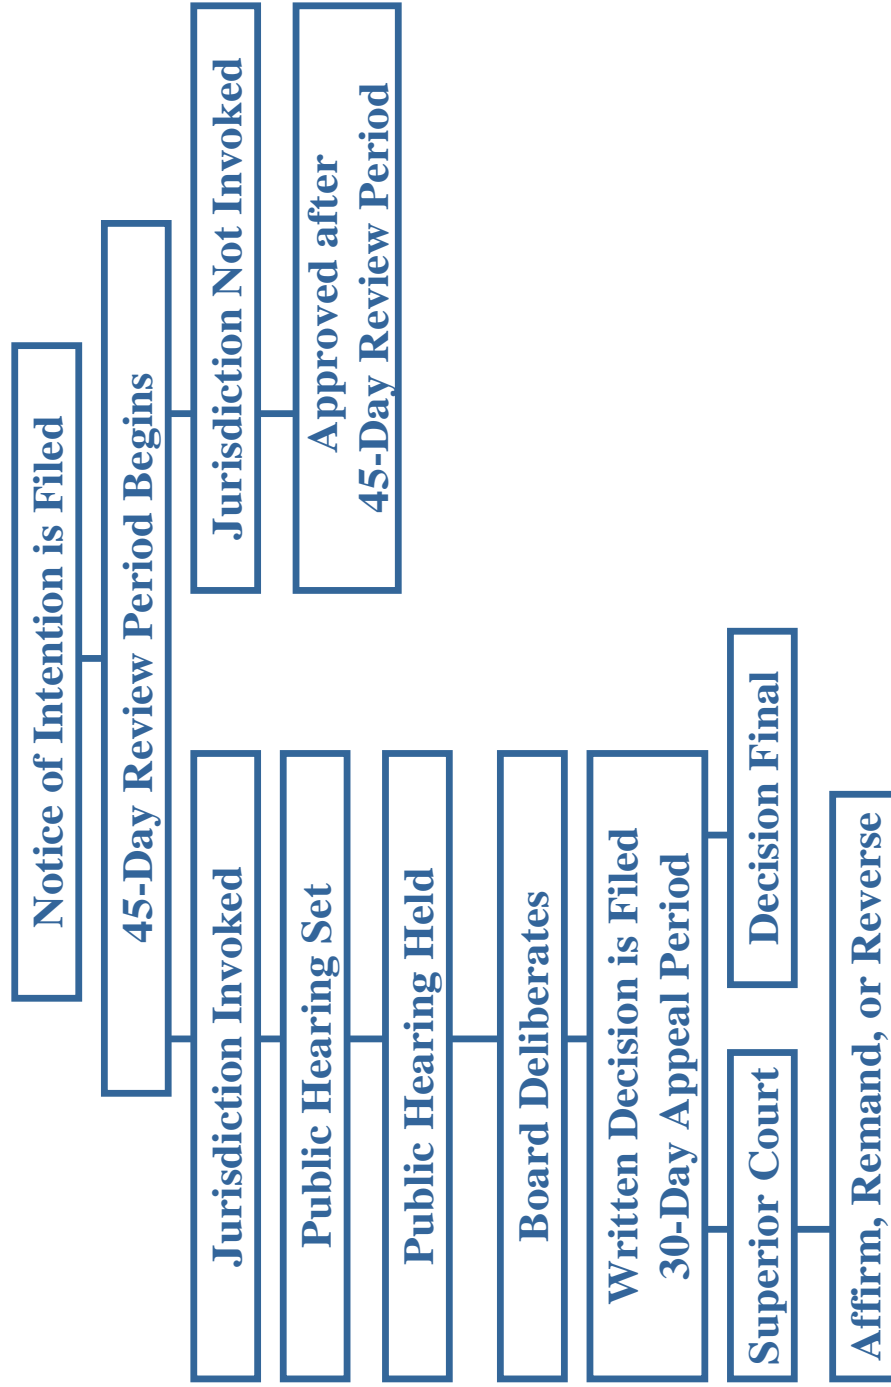 Notice of Intention is Filed
45-Day Review Period Begins
Jurisdiction Invoked
Jurisdiction Not Invoked
Public Hearing Set
Approved after
45-Day Review Period
Public Hearing Held
Board Deliberates
Written Decision is Filed
30-Day Appeal Period
Superior Court
Decision Final
Affirm, Remand, or Reverse